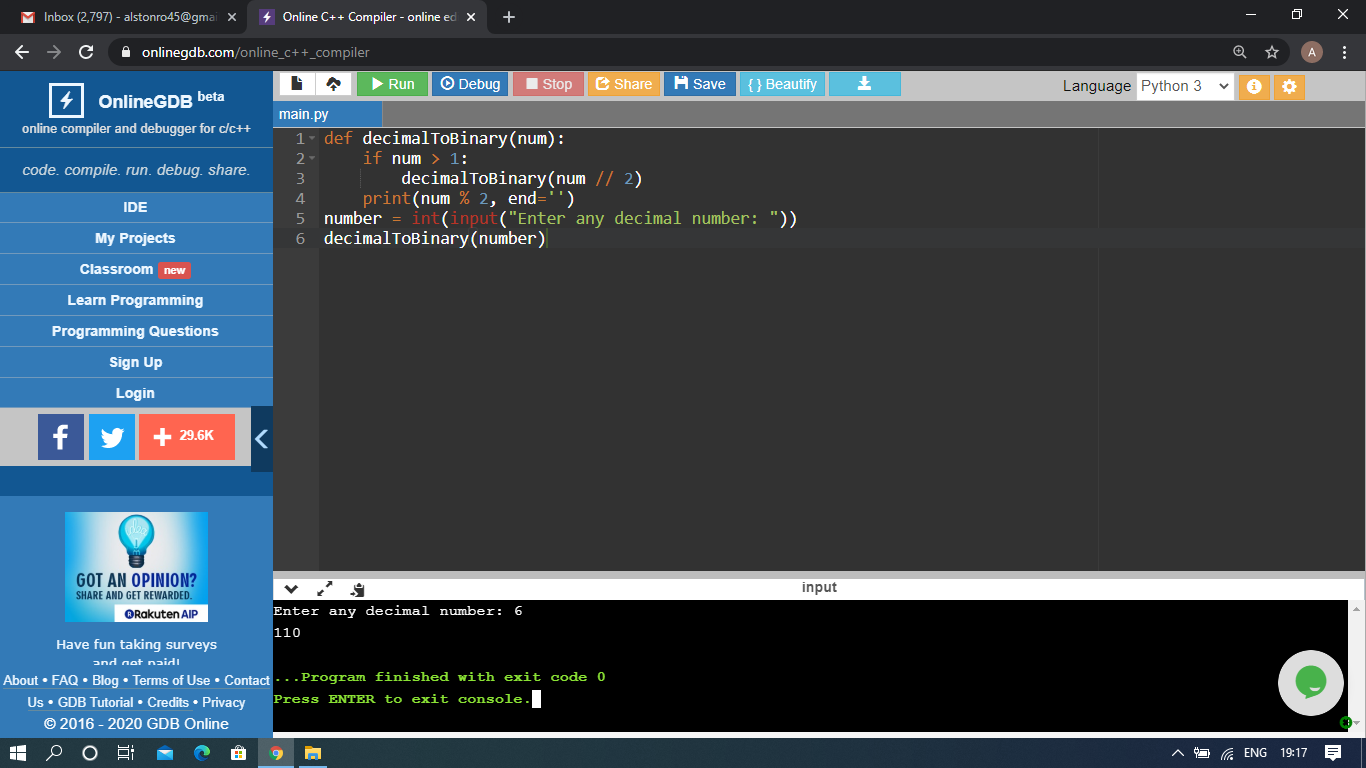 Inbox (2,797) - alstonro45@gmai
Online C++ Compiler - online ed
onlinegdb.com/online_c++_compiler
A
OnlineGDB beta
online compiler and debugger for c/c++
code. compile. run. debug. share.
IDE
My Projects
Classroom new
Learn Programming
Programming Questions
Sign Up
Login
29.6K
GOT AN OPINION?
SHARE AND GET REWARDED.
Rakuten AIP
Have fun taking surveys
and get paid!
About • FAQ • Blog • Terms of Use • Contact
Us • GDB Tutorial • Credits • Privacy
© 2016 - 2020 GDB Online
Run Debug Stop Share Save { } Beautify
Language Python 3
main.py
1 def decimalToBinary(num):
2 if num > 1:
3 decimalToBinary(num // 2)
4 print(num % 2, end='')
5 number = int(input("Enter any decimal number: "))
6 decimalToBinary(number)
input
Enter any decimal number: 6
110
...Program finished with exit code 0
Press ENTER to exit console.
ENG 19:17